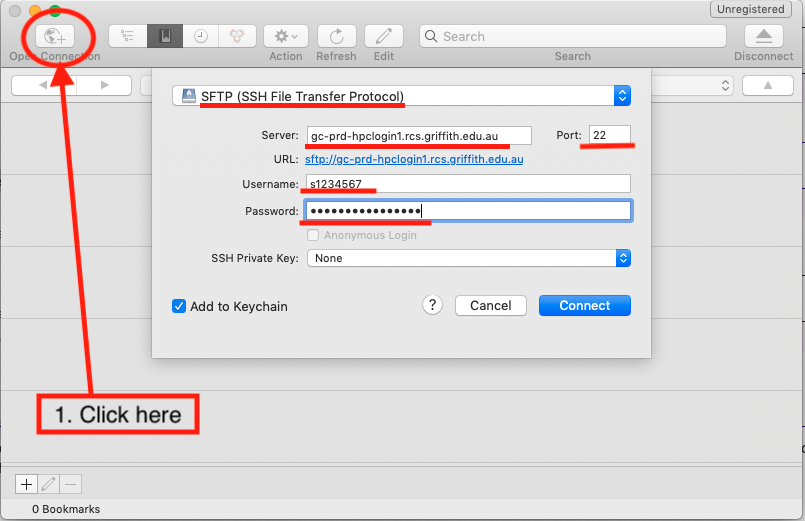 Unregistered
Open Connection
Action
Refresh
Edit
Search
Search
Disconnect
SFTP (SSH File Transfer Protocol)
Server: gc-prd-hpclogin1.rcs.griffith.edu.au Port: 22
URL: sftp://gc-prd-hpclogin1.rcs.griffith.edu.au
Username: s1234567
Password: ••••••••••••••••
Anonymous Login
SSH Private Key: None
Add to Keychain
? Cancel Connect
1. Click here
0 Bookmarks